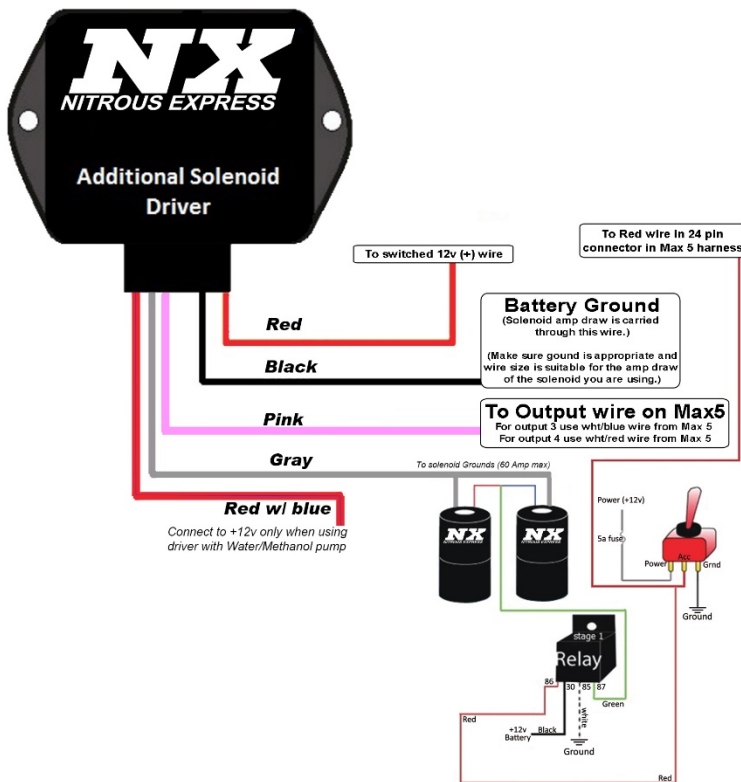 NX
NITROUS EXPRESS
Additional Solenoid
Driver
To switched 12v (+) wire
To Red wire in 24 pin
connector in Max 5 harness
Red
Battery Ground
(Solenoid amp draw is carried
through this wire.)
(Make sure gound is appropriate and
wire size is suitable for the amp draw
of the solenoid you are using.)
Black
Pink
To Output wire on Max5
For output 3 use wht/blue wire from Max 5
For output 4 use wht/red wire from Max 5
Gray
To solenoid Grounds (60 Amp max)
Red w/ blue
Connect to +12v only when using
driver with Water/Methanol pump
NX
NITROUS EXPRESS
NX
NITROUS EXPRESS
Power (+12v)
5a fuse
Power
Acc
Grnd
Ground
stage 1
Relay
86
30
85
87
Green
Red
white
+12v
Battery
Black
Ground
Red